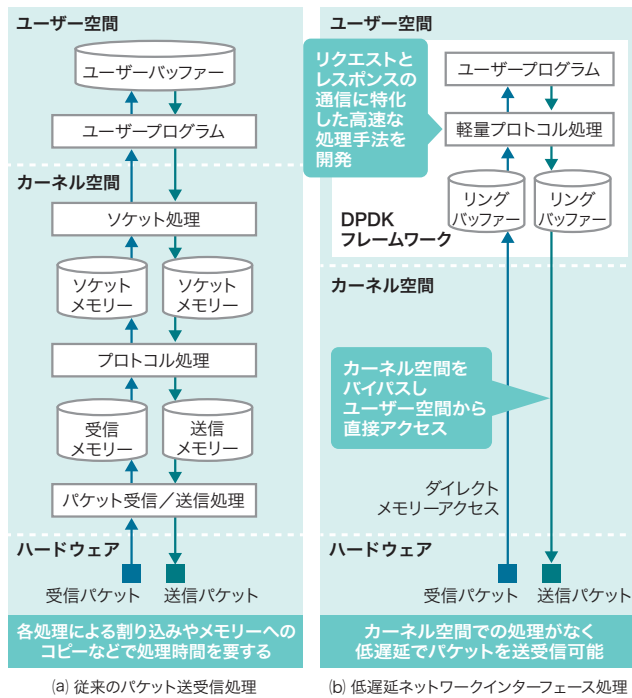 ユーザー空間
ユーザーバッファー
ユーザープログラム
カーネル空間
ソケット処理
ソケット
メモリー
ソケット
メモリー
プロトコル処理
受信
メモリー
送信
メモリー
パケット受信／送信処理
ハードウェア
受信パケット
送信パケット
各処理による割り込みやメモリーへの
コピーなどで処理時間を要する
(a) 従来のパケット送受信処理
ユーザー空間
リクエストと
レスポンスの
通信に特化
した高速な
処理手法を
開発
ユーザープログラム
軽量プロトコル処理
リング
バッファー
リング
バッファー
DPDK
フレームワーク
カーネル空間
カーネル空間を
バイパスし
ユーザー空間から
直接アクセス
ダイレクト
メモリーアクセス
ハードウェア
受信パケット
送信パケット
カーネル空間での処理がなく
低遅延でパケットを送受信可能
(b) 低遅延ネットワークインターフェース処理